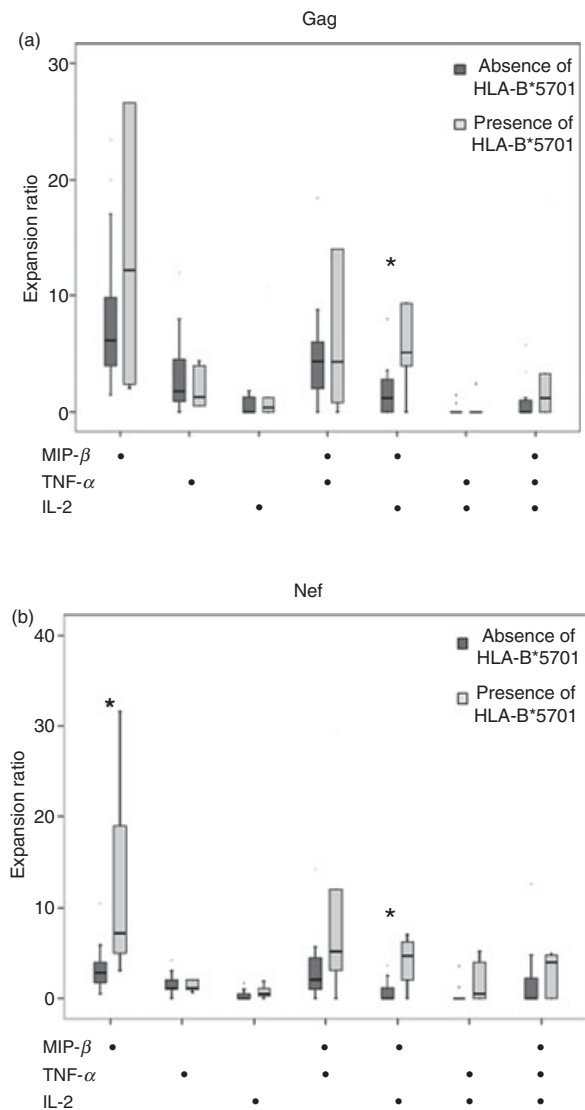 Gag
(a)
30
20
10
0
Expansion ratio
Absence of
HLA-B*5701
Presence of
HLA-B*5701
*
MIP-β
TNF-α
IL-2
Nef
(b)
40
30
20
10
0
Expansion ratio
Absence of
HLA-B*5701
Presence of
HLA-B*5701
*
*
MIP-β
TNF-α
IL-2